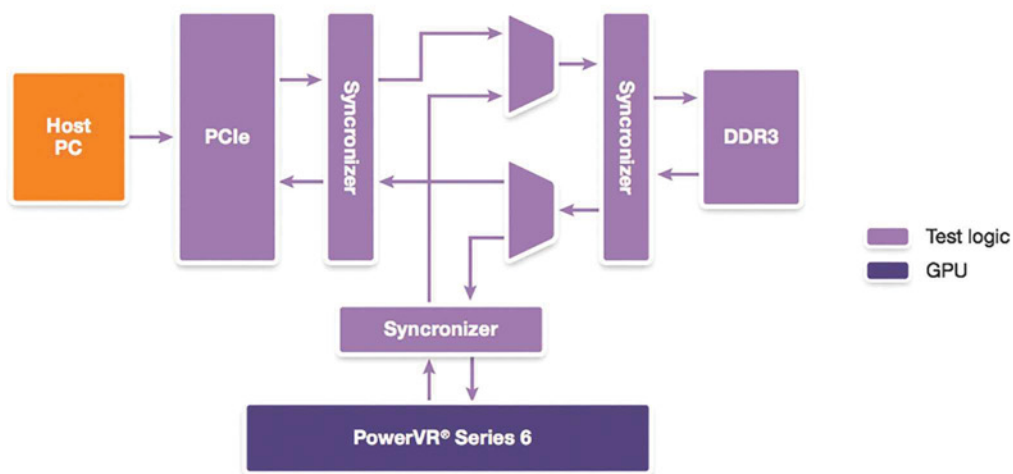 Host
PC
PCIe
Syncronizer
Syncronizer
DDR3
Test logic
GPU
Syncronizer
PowerVR® Series 6